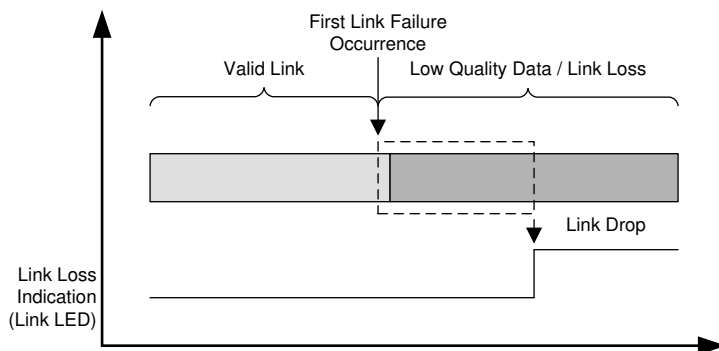 First Link Failure
Occurrence
Valid Link
Low Quality Data / Link Loss
Link Drop
Link Loss
Indication
(Link LED)